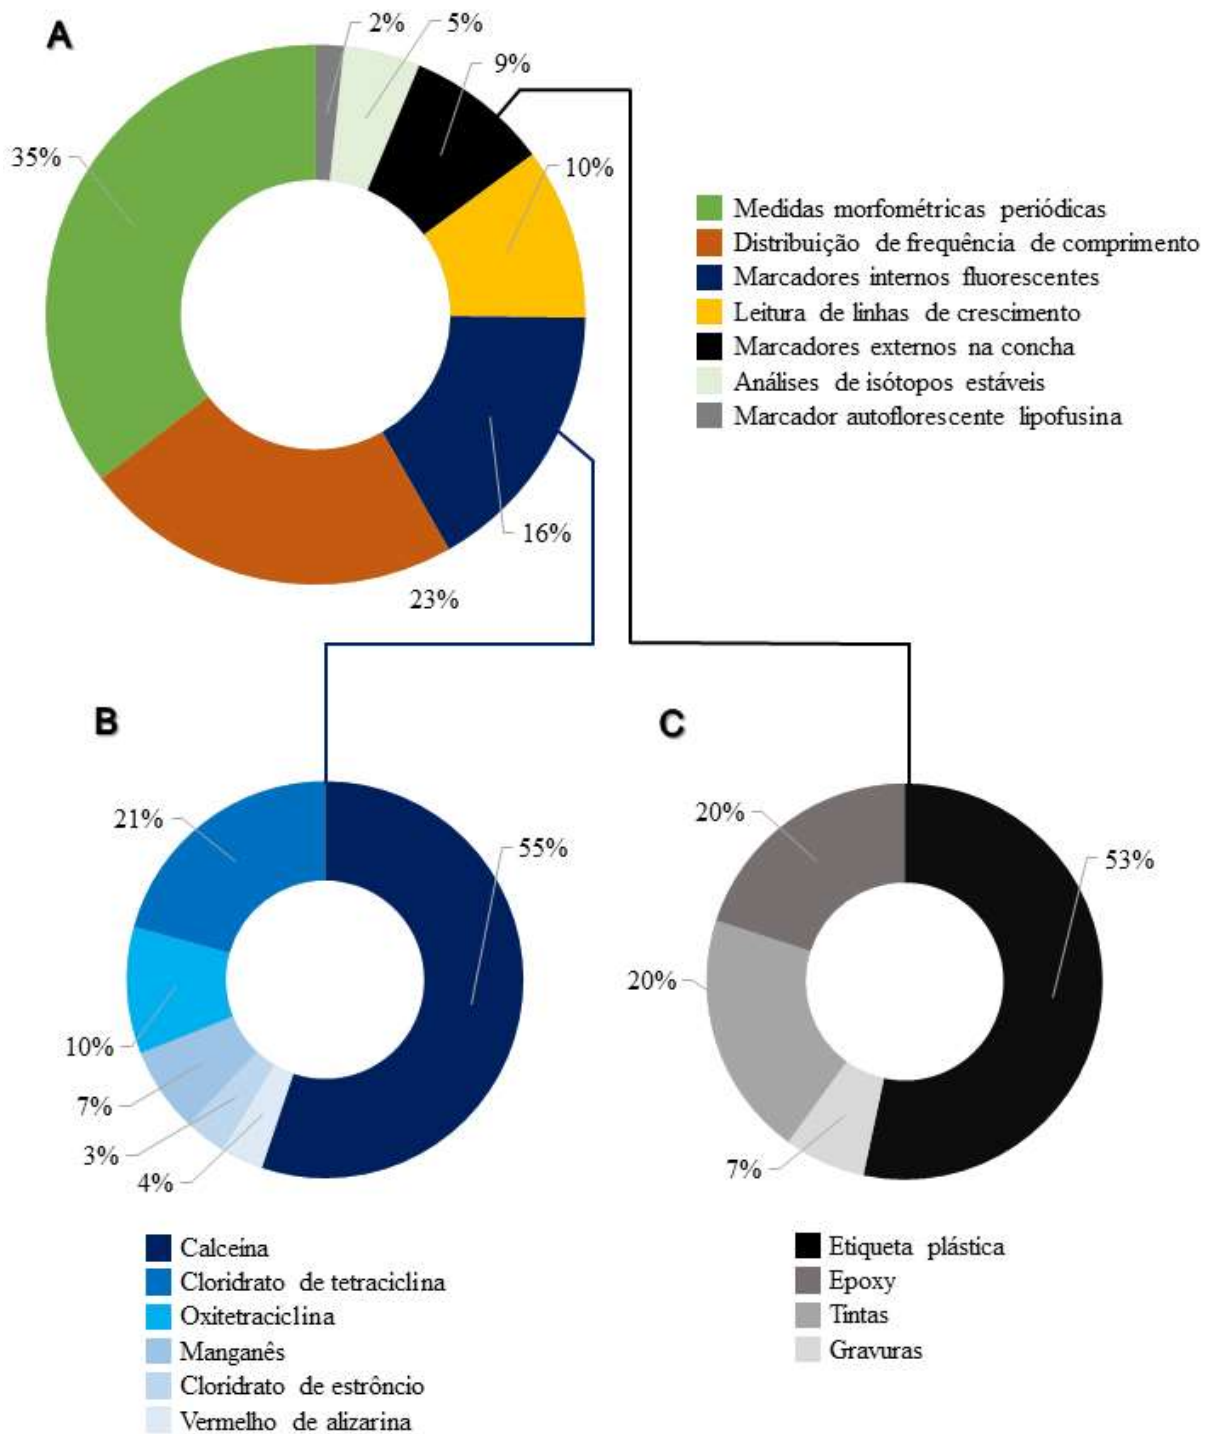 A
2%
5%
9%
35%
10%
16%
23%
Medidas morfométricas periódicas
Distribuição de frequência de comprimento
Marcadores internos fluorescentes
Leitura de linhas de crescimento
Marcadores externos na concha
Análises de isótopos estáveis
Marcador autoflorescente lipofusina
B
21%
55%
10%
7%
3%
4%
Calceína
Cloridrato de tetraciclina
Oxitetraciclina
Manganês
Cloridrato de estrôncio
Vermelho de alizarina
C
20%
53%
20%
7%
Etiqueta plástica
Epoxy
Tintas
Gravuras